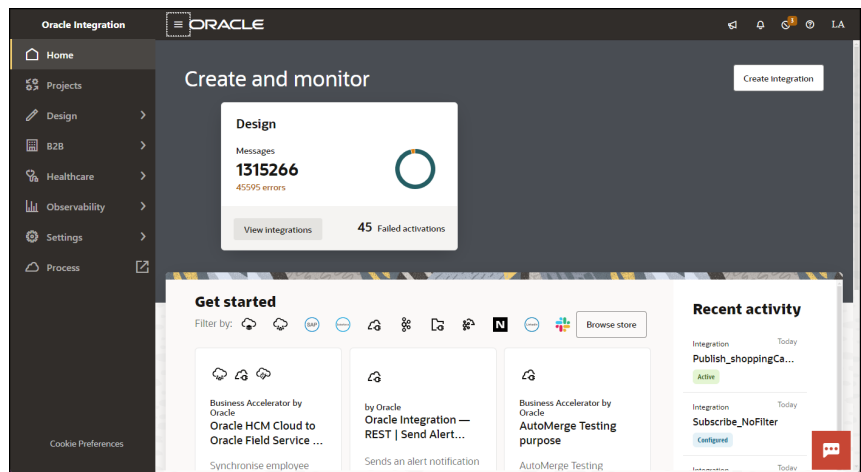 Oracle Integration
ORACLE
1
LA
Home
Projects
Design
B2B
Healthcare
Observability
Settings
Process
Cookie Preferences
Create and monitor
Create integration
Design
Messages
1315266
45595 errors
View integrations
45 Failed activations
Get started
Filter by:
SAP
N
Browse store
Business Accelerator by
Oracle
Oracle HCM Cloud to
Oracle Field Service ...
Synchronise employee
by Oracle
Oracle Integration —
REST | Send Alert...
Sends an alert notification
Business Accelerator by
Oracle
AutoMerge Testing
purpose
AutoMerge Testing
Recent activity
Integration Today
Publish_shoppingCa...
Active
Integration Today
Subscribe_NoFilter
Configured
Integration Today